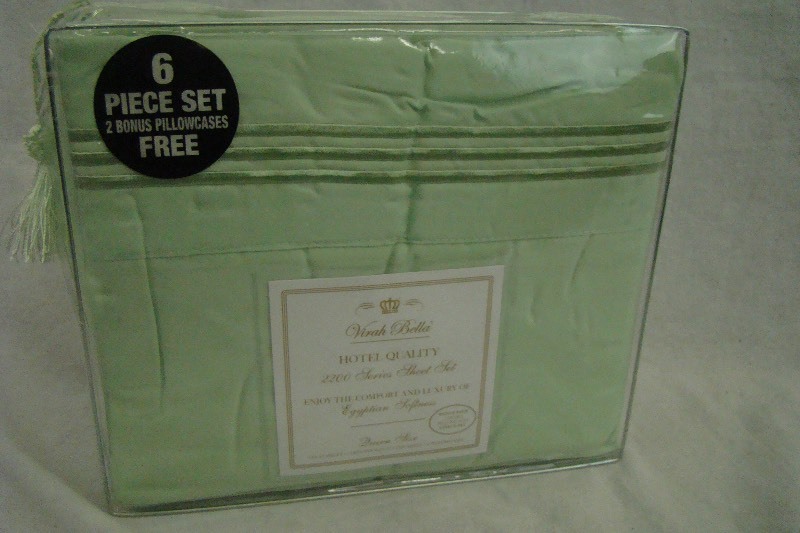 6
PIECE SET
2 BONUS PILLOWCASES
FREE
Virah Bella
HOTEL QUALITY
2200 Series Sheet Set
ENJOY THE COMFORT AND LUXURY OF
Egyptian Softness
Queen Size